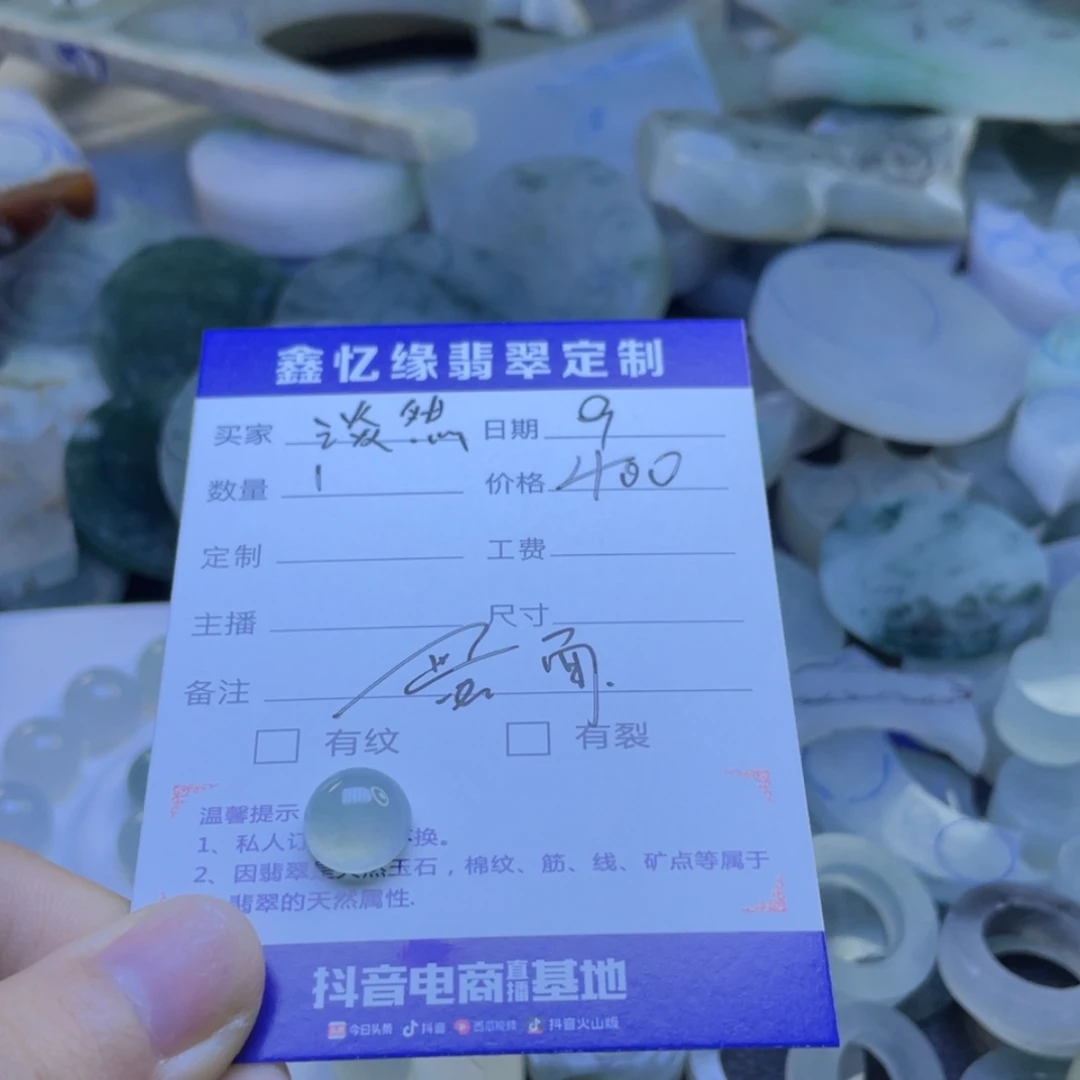 鑫忆缘翡翠定制
买家 淡然 日期 9
数量 1 价格 400
定制 工费
主播 尺寸
备注 蛋面.
有纹 有裂
温馨提示
1、私人订 不换。
2、因翡翠 天然玉石，棉纹、筋、线、矿点等属于
翡翠的天然属性.
抖音电商直播基地
今日头条 抖音 西瓜视频 抖音火山版